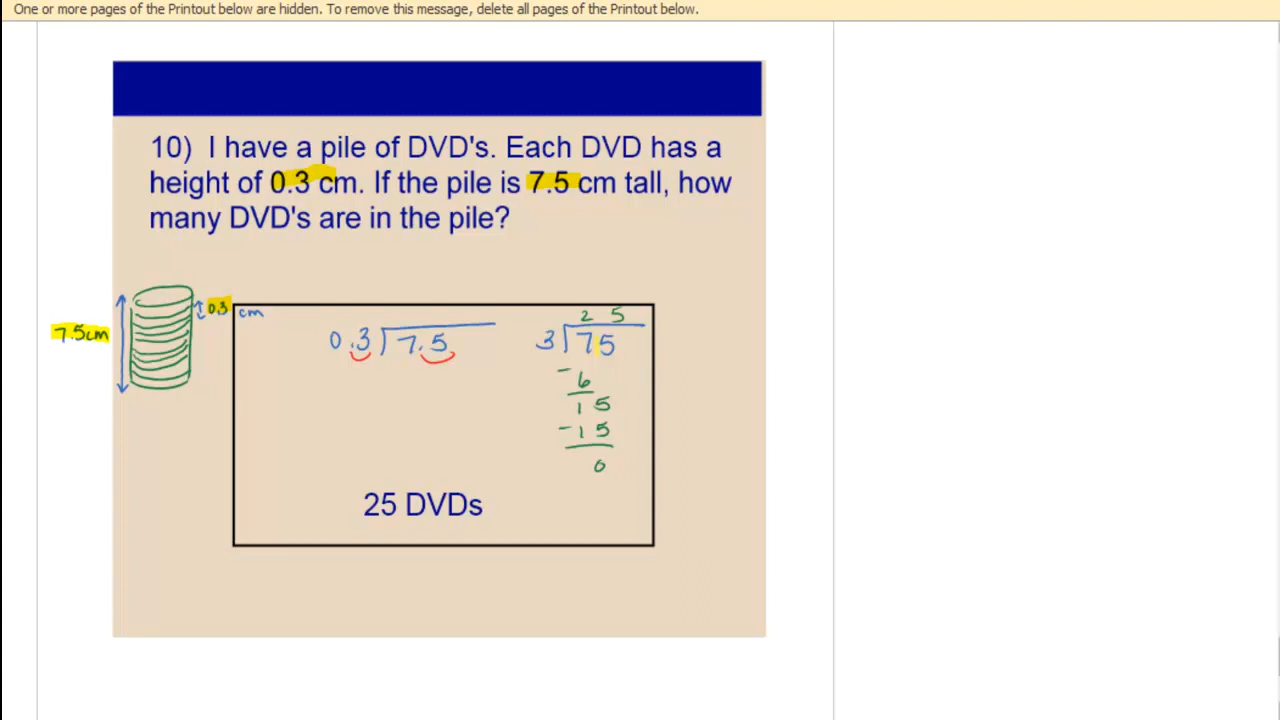 One or more pages of the Printout below are hidden. To remove this message, delete all pages of the Printout below.
10) I have a pile of DVD's. Each DVD has a
height of 0.3 cm. If the pile is 7.5 cm tall, how
many DVD's are in the pile?
0.3 cm
7.5cm
0.3 7.5
2 5
3 75
- 6
1 5
- 1 5
0
25 DVDs